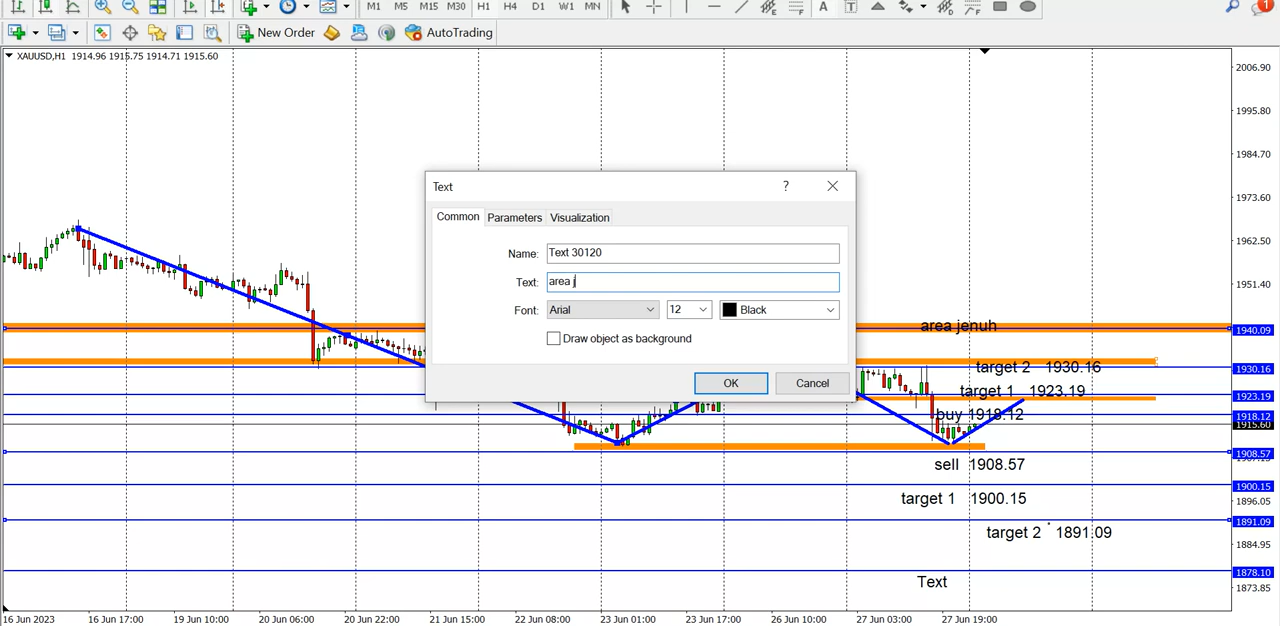 M1 M5 M15 M30 H1 H4 D1 W1 MN A T 1
New Order AutoTrading
XAUUSD,H1 1914.96 1915.75 1914.71 1915.60
2006.90
1995.80
1984.70
1973.60
1962.50
1951.40
Text ?
Common Parameters Visualization
Name: Text 30120
Text: area j
Font: Arial 12 Black
Draw object as background
OK Cancel
area jenuh
1940.09
target 2 1930.16
1930.16
target 1 1923.19
1923.19
buy 1918.12
1918.12
1915.60
sell 1908.57
1908.57
target 1 1900.15
1900.15
1896.05
target 2 1891.09
1891.09
1884.95
Text
1878.10
1873.85
16 Jun 2023 16 Jun 17:00 19 Jun 10:00 20 Jun 06:00 20 Jun 22:00 21 Jun 15:00 22 Jun 08:00 23 Jun 01:00 23 Jun 17:00 26 Jun 10:00 27 Jun 03:00 27 Jun 19:00